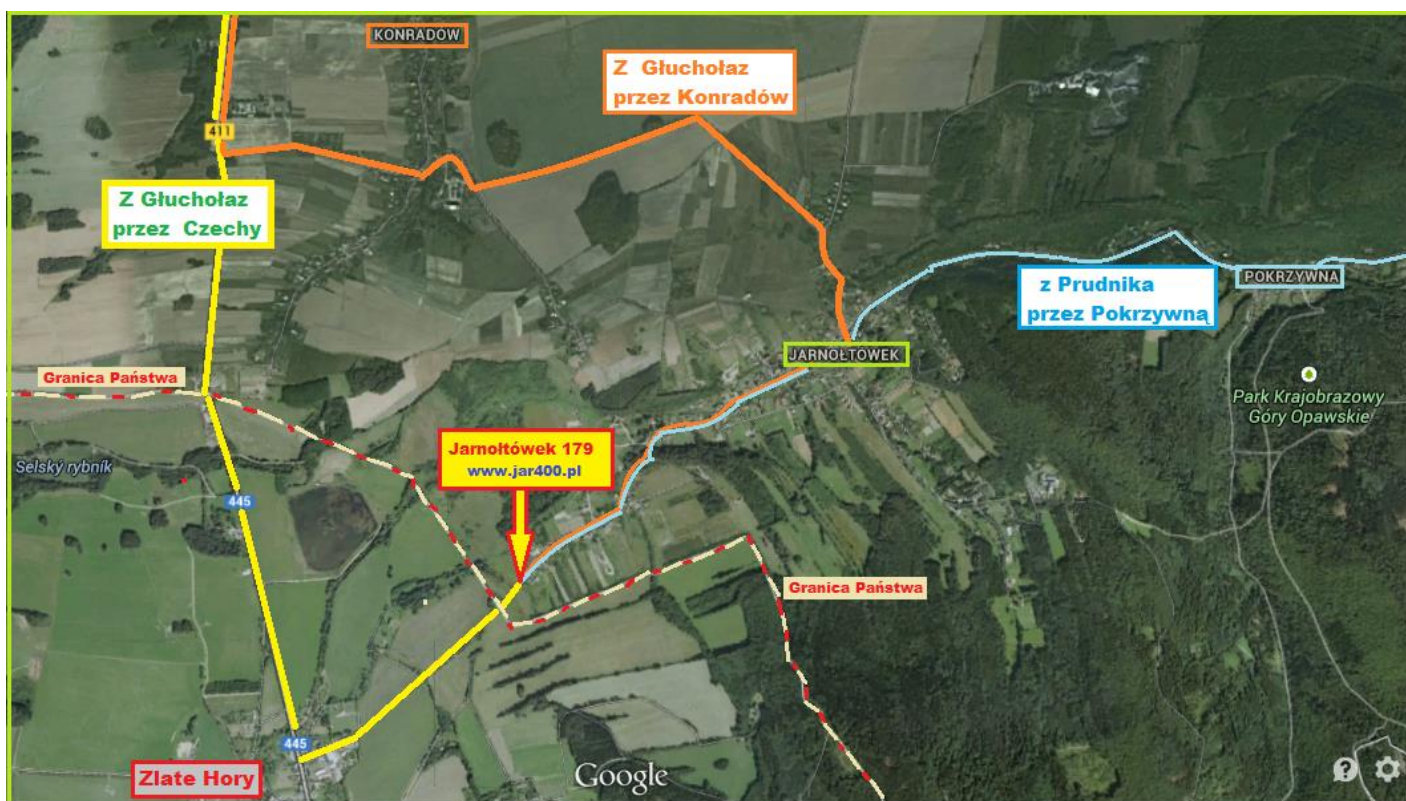 KONRADOW
Z Głuchołaz
przez Konradów
411
Z Głuchołaz
przez Czechy
z Prudnika
przez Pokrzywną
POKRZYWNA
JARNOŁTÓWEK
Granica Państwa
Park Krajobrazowy
Góry Opawskie
Jarnołtówek 179
www.jar400.pl
Selský rybník
445
Granica Państwa
445
Zlate Hory
Google
?